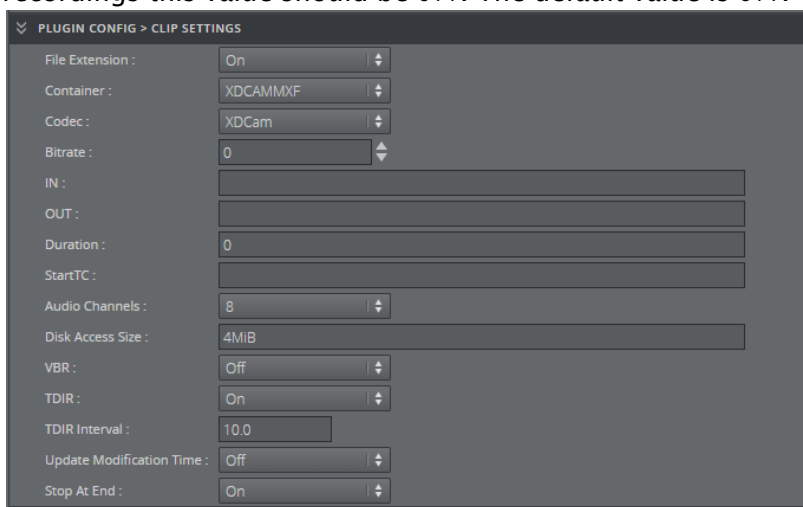 recordings this value should be On. The default value is On.
PLUGIN CONFIG > CLIP SETTINGS
File Extension : On
Container : XDCAMMXF
Codec : XDCam
Bitrate : 0
IN :
OUT :
Duration : 0
StartTC :
Audio Channels : 8
Disk Access Size : 4MiB
VBR : Off
TDIR : On
TDIR Interval : 10.0
Update Modification Time : Off
Stop At End : On